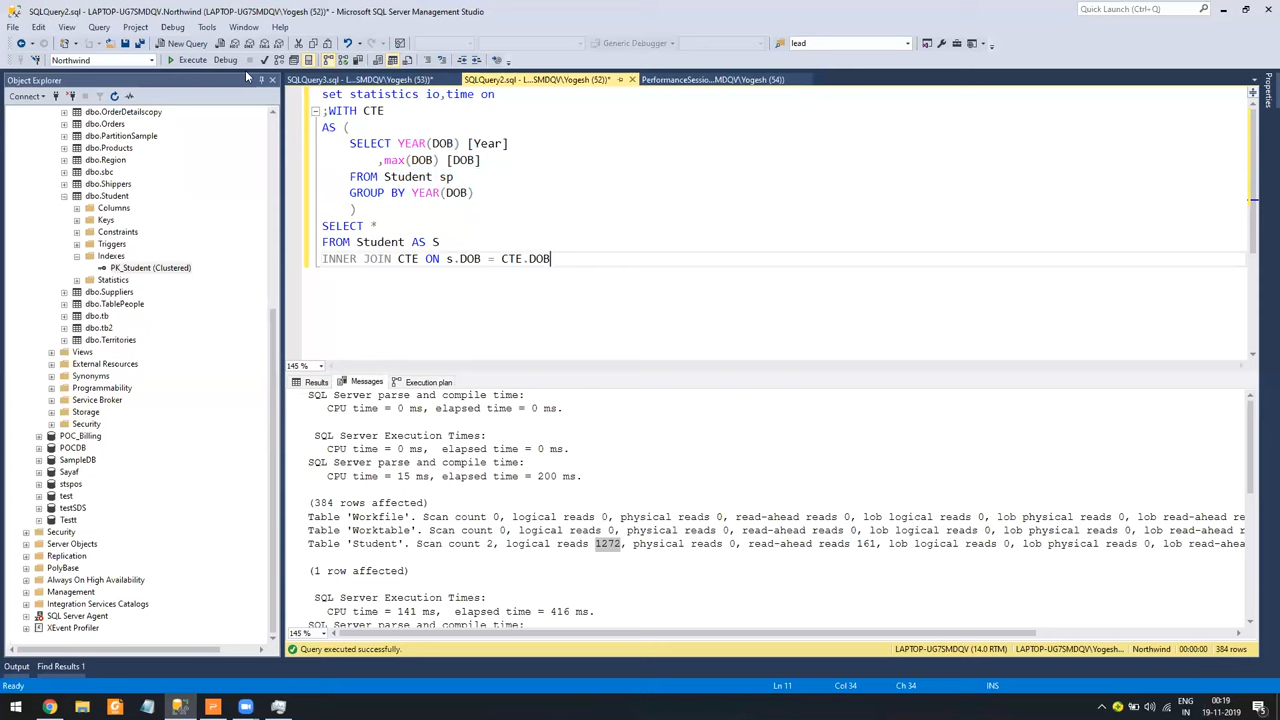 SQLQuery2.sql - LAPTOP-UG7SMDQV.Northwind (LAPTOP-UG7SMDQV\Yogesh (52))* - Microsoft SQL Server Management Studio
Quick Launch (Ctrl+Q)
File Edit View Query Project Debug Tools Window Help
New Query
Generic Debugger
lead
Northwind
Execute Debug
Object Explorer
SQLQuery3.sql - L...SMDQV\Yogesh (53))*
SQLQuery2.sql - L...SMDQV\Yogesh (52))*
PerformanceSessio...MDQV\Yogesh (54))
Properties
Connect
dbo.OrderDetailscopy
dbo.Orders
dbo.PartitionSample
dbo.Products
dbo.Region
dbo.sbc
dbo.Shippers
dbo.Student
Columns
Keys
Constraints
Triggers
Indexes
PK_Student (Clustered)
Statistics
dbo.Suppliers
dbo.TablePeople
dbo.tb
dbo.tb2
dbo.Territories
Views
External Resources
Synonyms
Programmability
Service Broker
Storage
Security
POC_Billing
POCDB
SampleDB
Sayaf
stspos
test
testSDS
Testt
Security
Server Objects
Replication
PolyBase
Always On High Availability
Management
Integration Services Catalogs
SQL Server Agent
XEvent Profiler
set statistics io,time on
;WITH CTE
AS (
SELECT YEAR(DOB) [Year]
,max(DOB) [DOB]
FROM Student sp
GROUP BY YEAR(DOB)
)
SELECT *
FROM Student AS S
INNER JOIN CTE ON s.DOB = CTE.DOB
145 %
Results Messages Execution plan
SQL Server parse and compile time:
CPU time = 0 ms, elapsed time = 0 ms.
SQL Server Execution Times:
CPU time = 0 ms,  elapsed time = 0 ms.
SQL Server parse and compile time:
CPU time = 15 ms, elapsed time = 200 ms.
(384 rows affected)
Table 'Workfile'. Scan count 0, logical reads 0, physical reads 0, read-ahead reads 0, lob logical reads 0, lob physical reads 0, lob read-ahead re
Table 'Worktable'. Scan count 0, logical reads 0, physical reads 0, read-ahead reads 0, lob logical reads 0, lob physical reads 0, lob read-ahead r
Table 'Student'. Scan count 2, logical reads 1272, physical reads 0, read-ahead reads 161, lob logical reads 0, lob physical reads 0, lob read-ahea
(1 row affected)
SQL Server Execution Times:
CPU time = 141 ms,  elapsed time = 416 ms.
SQL Server parse and compile time:
145 %
Query executed successfully.
LAPTOP-UG7SMDQV (14.0 RTM) LAPTOP-UG7SMDQV\Yogesh... Northwind 00:00:00 384 rows
Output Find Results 1
Ready Ln 11 Col 34 Ch 34 INS
ENG
IN
00:19
19-11-2019
5